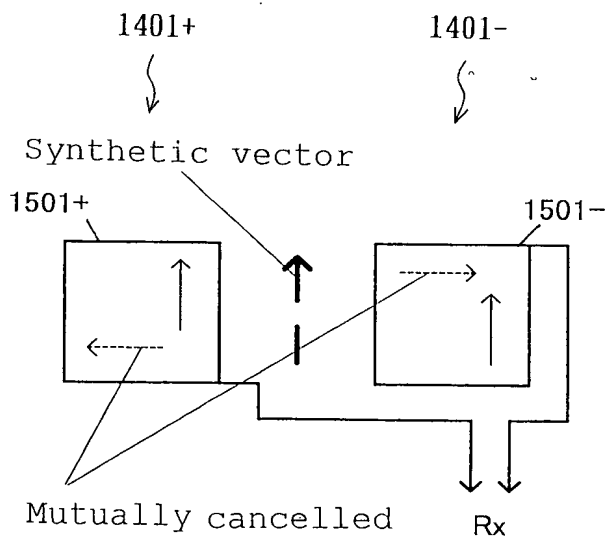 1401+ 1401-
Synthetic vector
1501+ 1501-
Mutually cancelled Rx